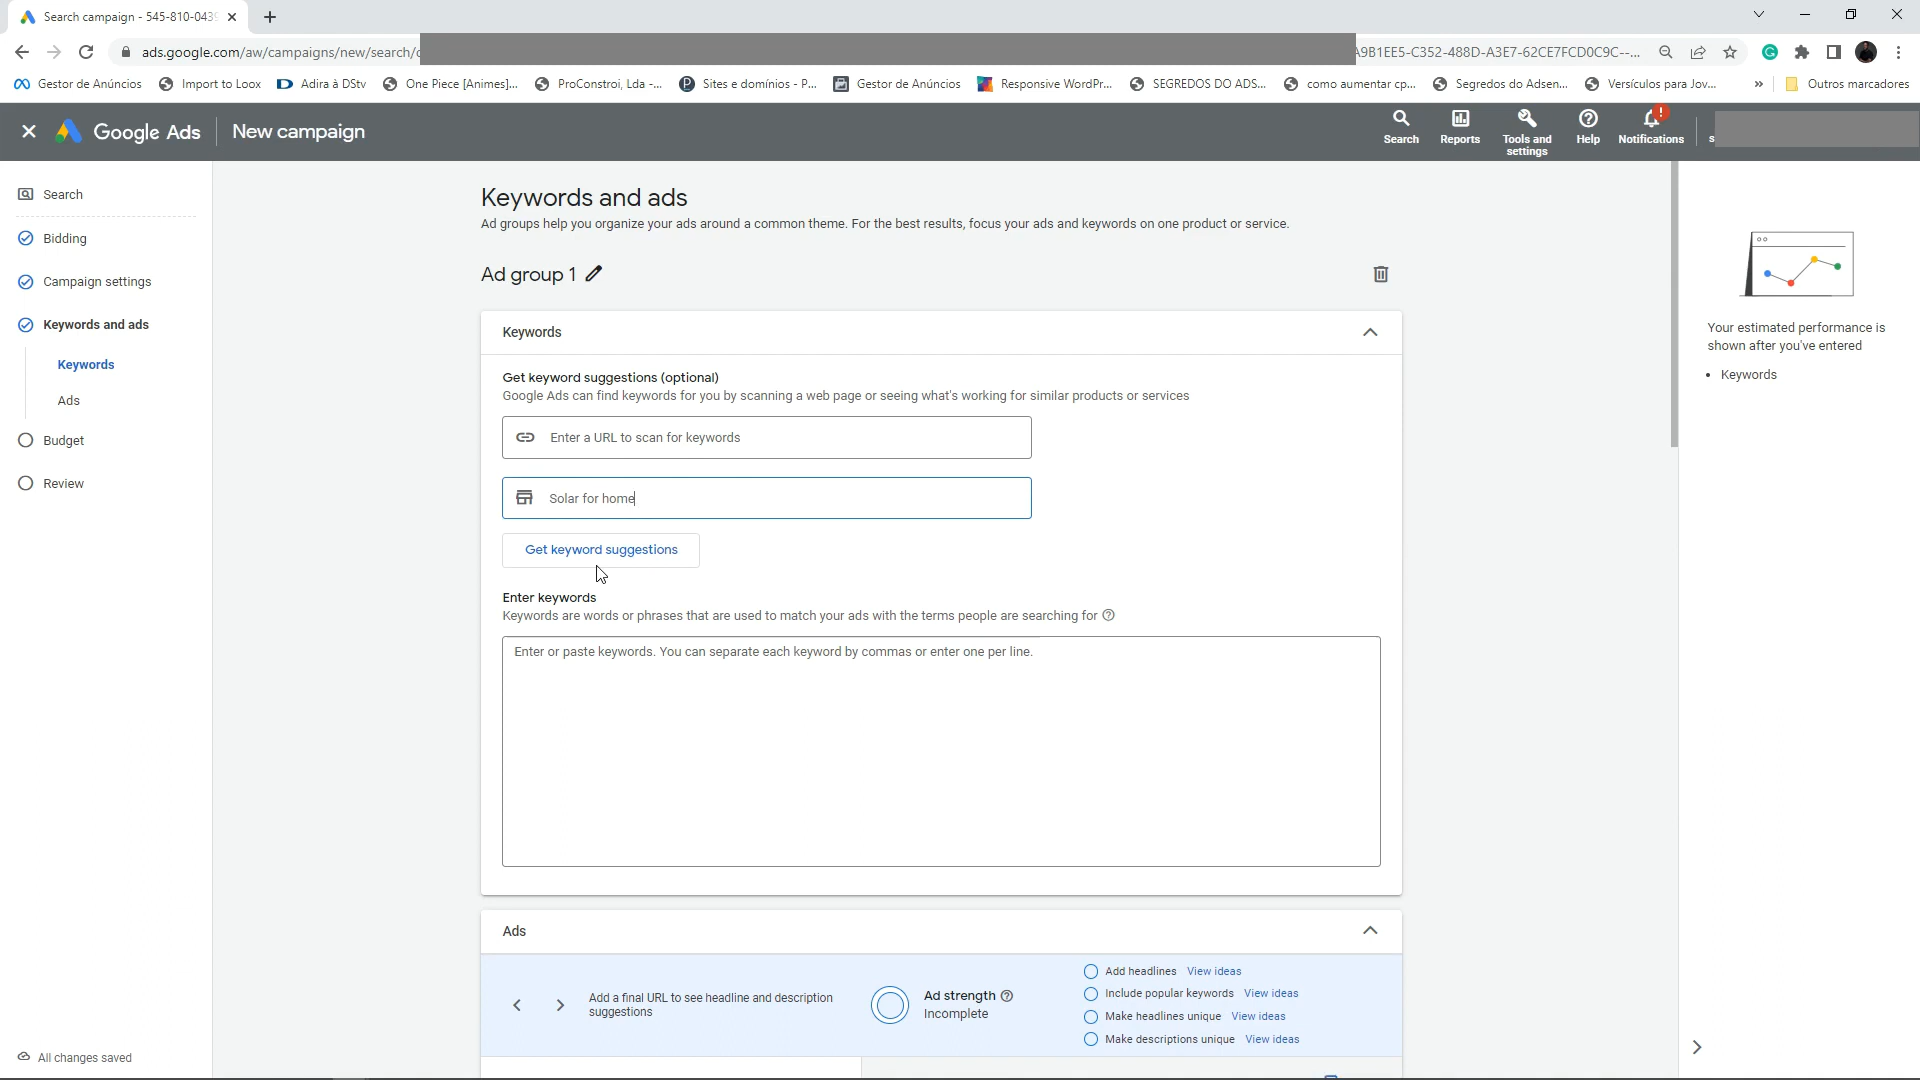 Search campaign - 545-810-0439
ads.google.com/aw/campaigns/new/search/
A9B1EE5-C352-488D-A3E7-62CE7FCD0C9C--...
Gestor de Anúncios
Import to Loox
Adira à DStv
One Piece [Animes]...
ProConstroi, Lda -...
Sites e domínios - P...
Gestor de Anúncios
Responsive WordPr...
SEGREDOS DO ADS...
como aumentar cp...
Segredos do Adsen...
Versículos para Jov...
»
Outros marcadores
Google Ads
New campaign
Search
Reports
Tools and
settings
Help
Notifications
s
Search
Bidding
Campaign settings
Keywords and ads
Keywords
Ads
Budget
Review
All changes saved
Keywords and ads
Ad groups help you organize your ads around a common theme. For the best results, focus your ads and keywords on one product or service.
Ad group 1
Keywords
Get keyword suggestions (optional)
Google Ads can find keywords for you by scanning a web page or seeing what's working for similar products or services
Enter a URL to scan for keywords
Solar for home
Get keyword suggestions
Enter keywords
Keywords are words or phrases that are used to match your ads with the terms people are searching for
Enter or paste keywords. You can separate each keyword by commas or enter one per line.
Ads
Add a final URL to see headline and description
suggestions
Ad strength
Incomplete
Add headlines View ideas
Include popular keywords View ideas
Make headlines unique View ideas
Make descriptions unique View ideas
Your estimated performance is
shown after you've entered
• Keywords